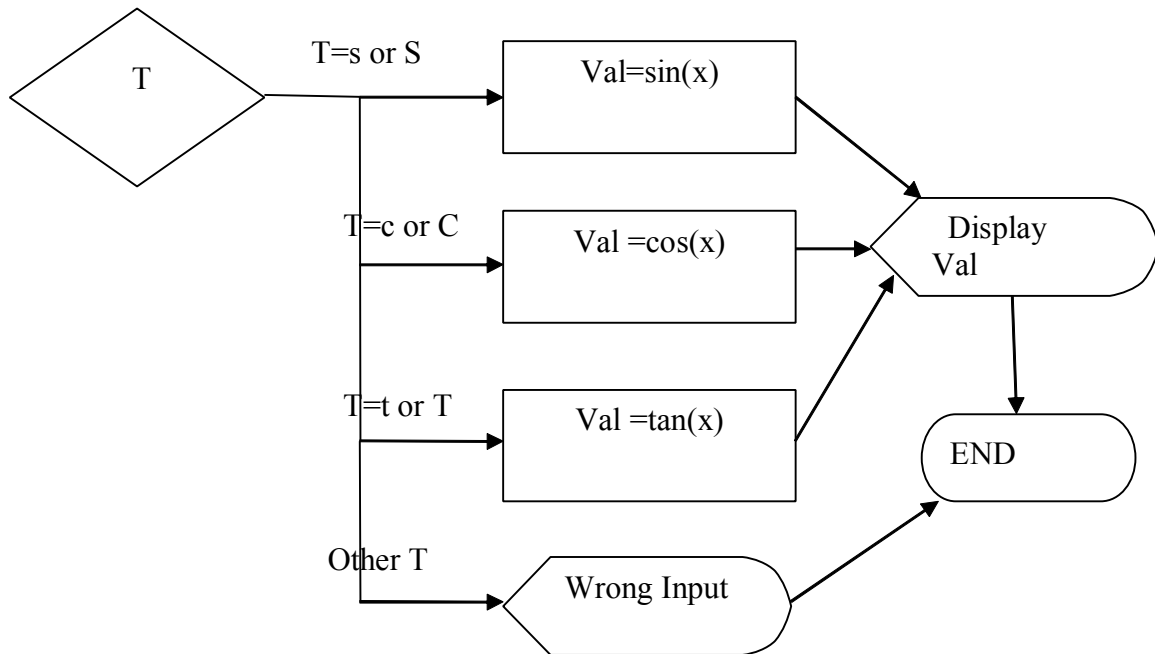 T
T=s or S
Val=sin(x)
T=c or C
Val =cos(x)
Display
Val
T=t or T
Val =tan(x)
END
Other T
Wrong Input